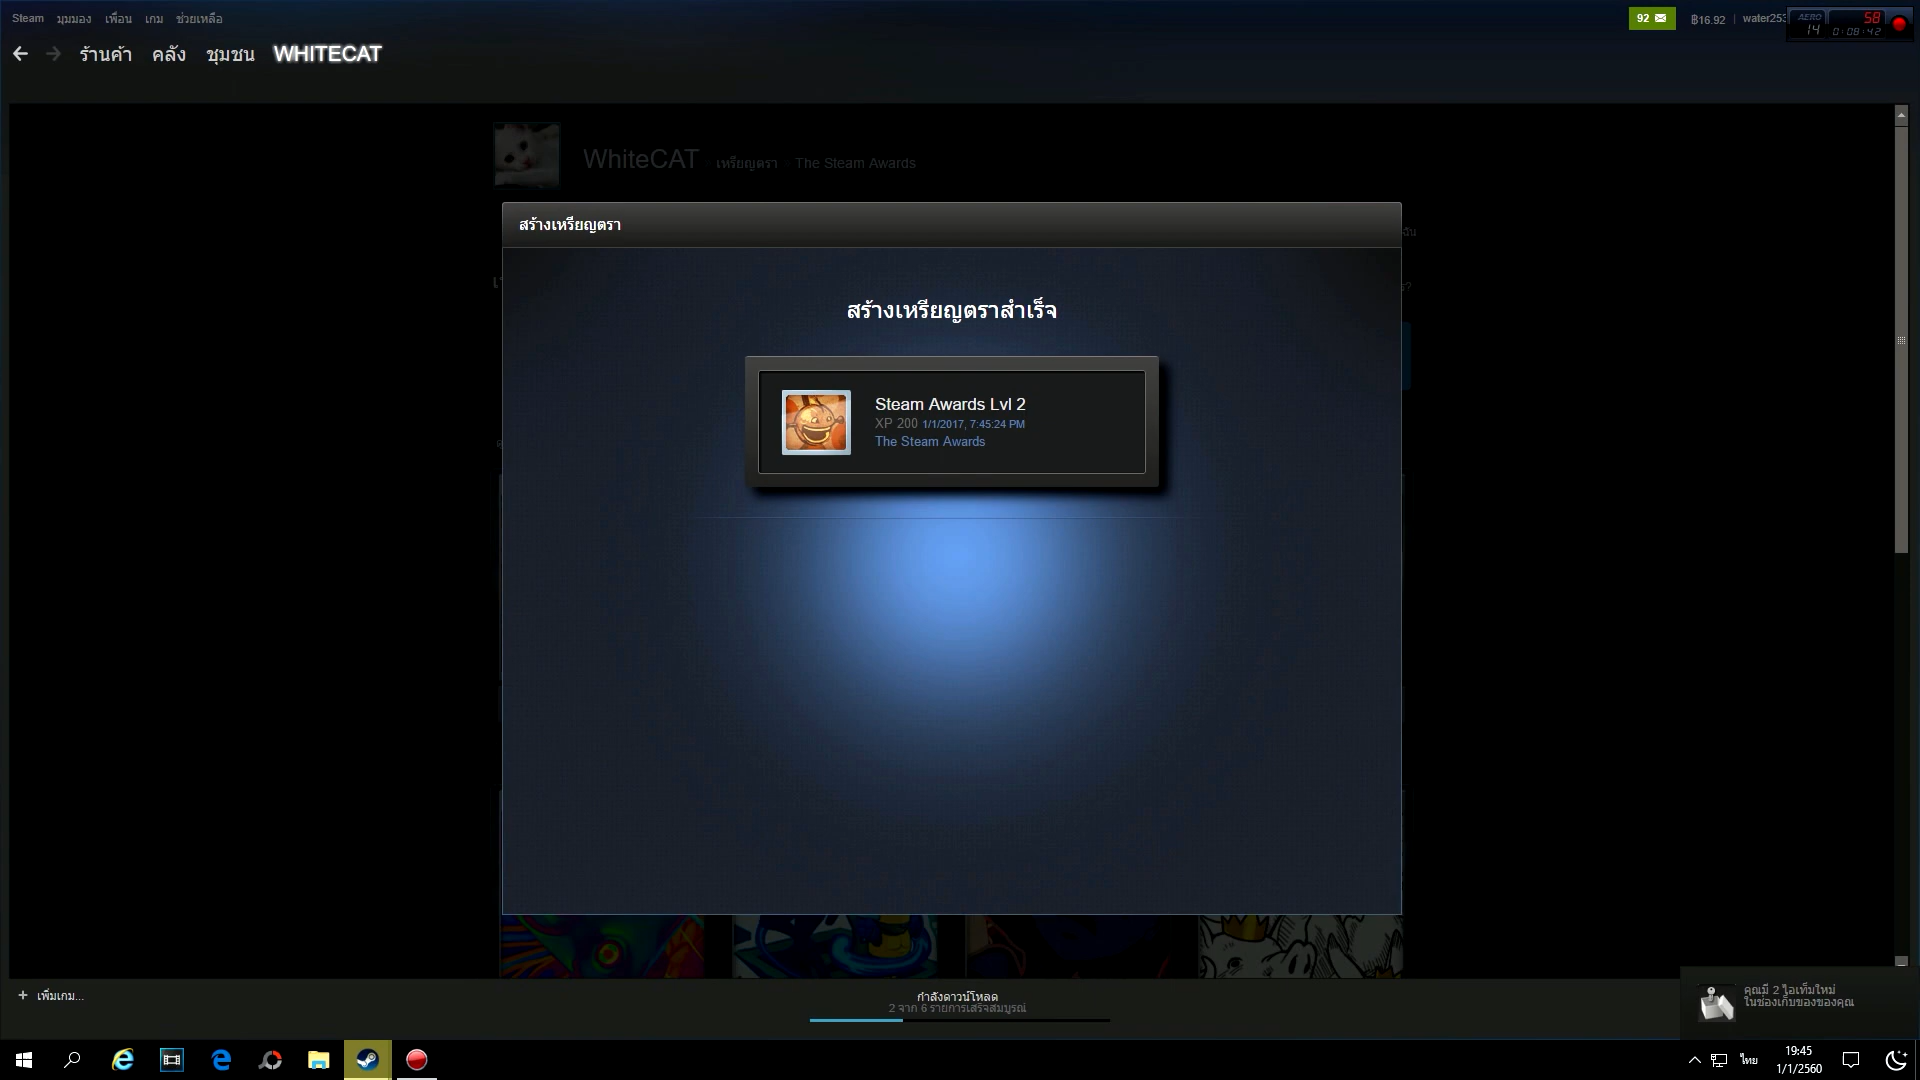 Steam มุมมอง เพื่อน เกม ช่วยเหลือ
92
฿16.92
water253
AERO
58
14
0:08:42
ร้านค้า คลัง ชุมชน WHITECAT
WhiteCAT เหรียญตรา The Steam Awards
สร้างเหรียญตรา
สร้างเหรียญตราสำเร็จ
Steam Awards Lvl 2
XP 200 1/1/2017, 7:45:24 PM
The Steam Awards
+ เพิ่มเกม...
กำลังดาวน์โหลด
2 จาก 6 รายการเสร็จสมบูรณ์
คุณมี 2 ไอเท็มใหม่
ในช่องเก็บของของคุณ
ไทย
19:45
1/1/2560